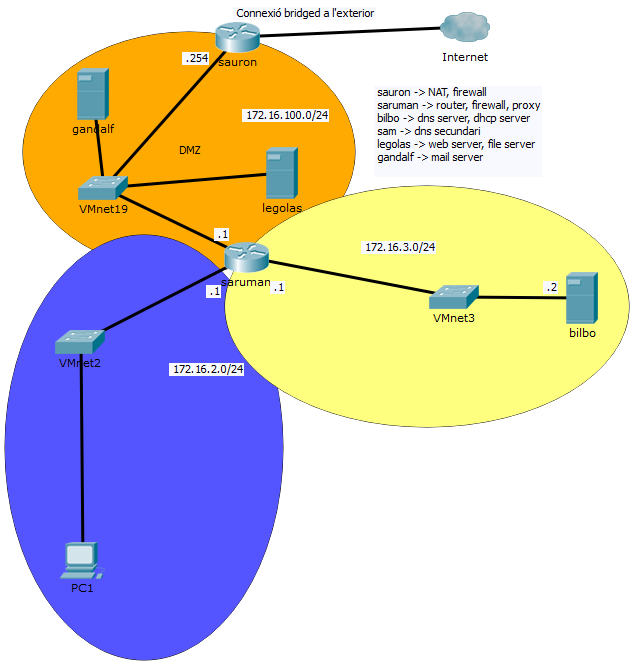 Connexió bridged a l'exterior
Internet
sauron
.254
sauron -> NAT, firewall
saruman -> router, firewall, proxy
bilbo -> dns server, dhcp server
sam -> dns secundari
legolas -> web server, file server
gandalf -> mail server
172.16.100.0/24
gandalf
DMZ
VMnet19
legolas
.1
172.16.3.0/24
saruman
.1
.1
.2
VMnet3
bilbo
VMnet2
172.16.2.0/24
PC1